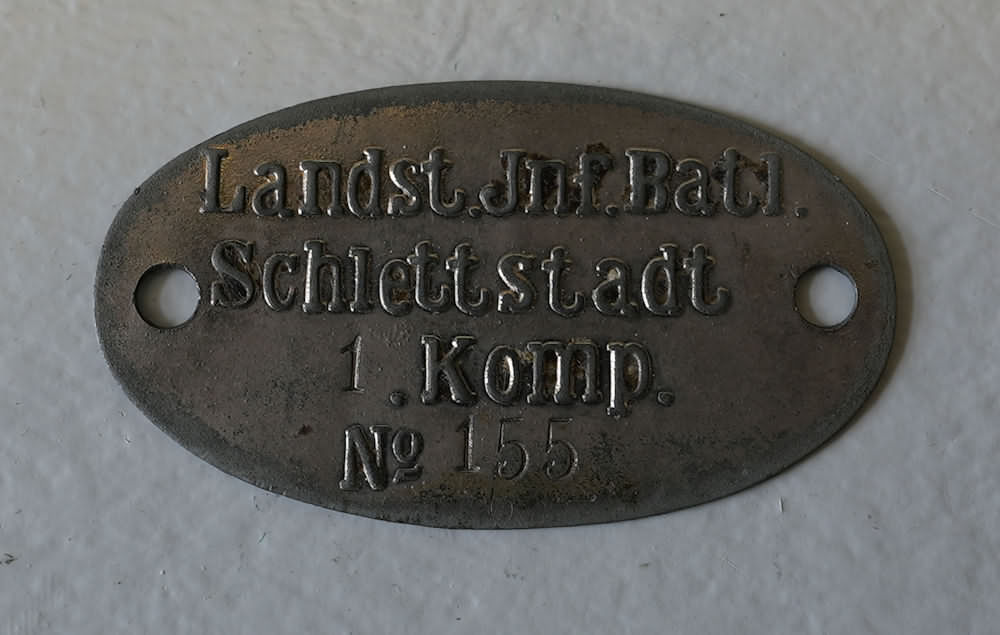 Landst.Jnf.Batl.
Schlettstadt
1. Komp.
Nº 155